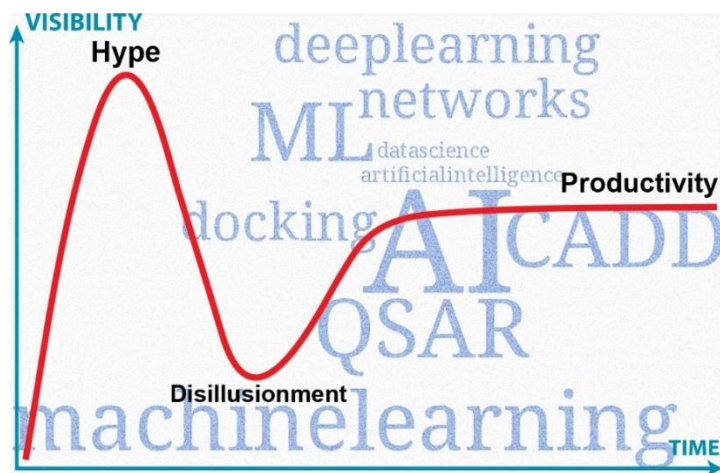 VISIBILITY
Hype
deeplearning
networks
ML
datascience
artificialintelligence
Productivity
docking
AI
CADD
QSAR
Disillusionment
machinelearning
TIME